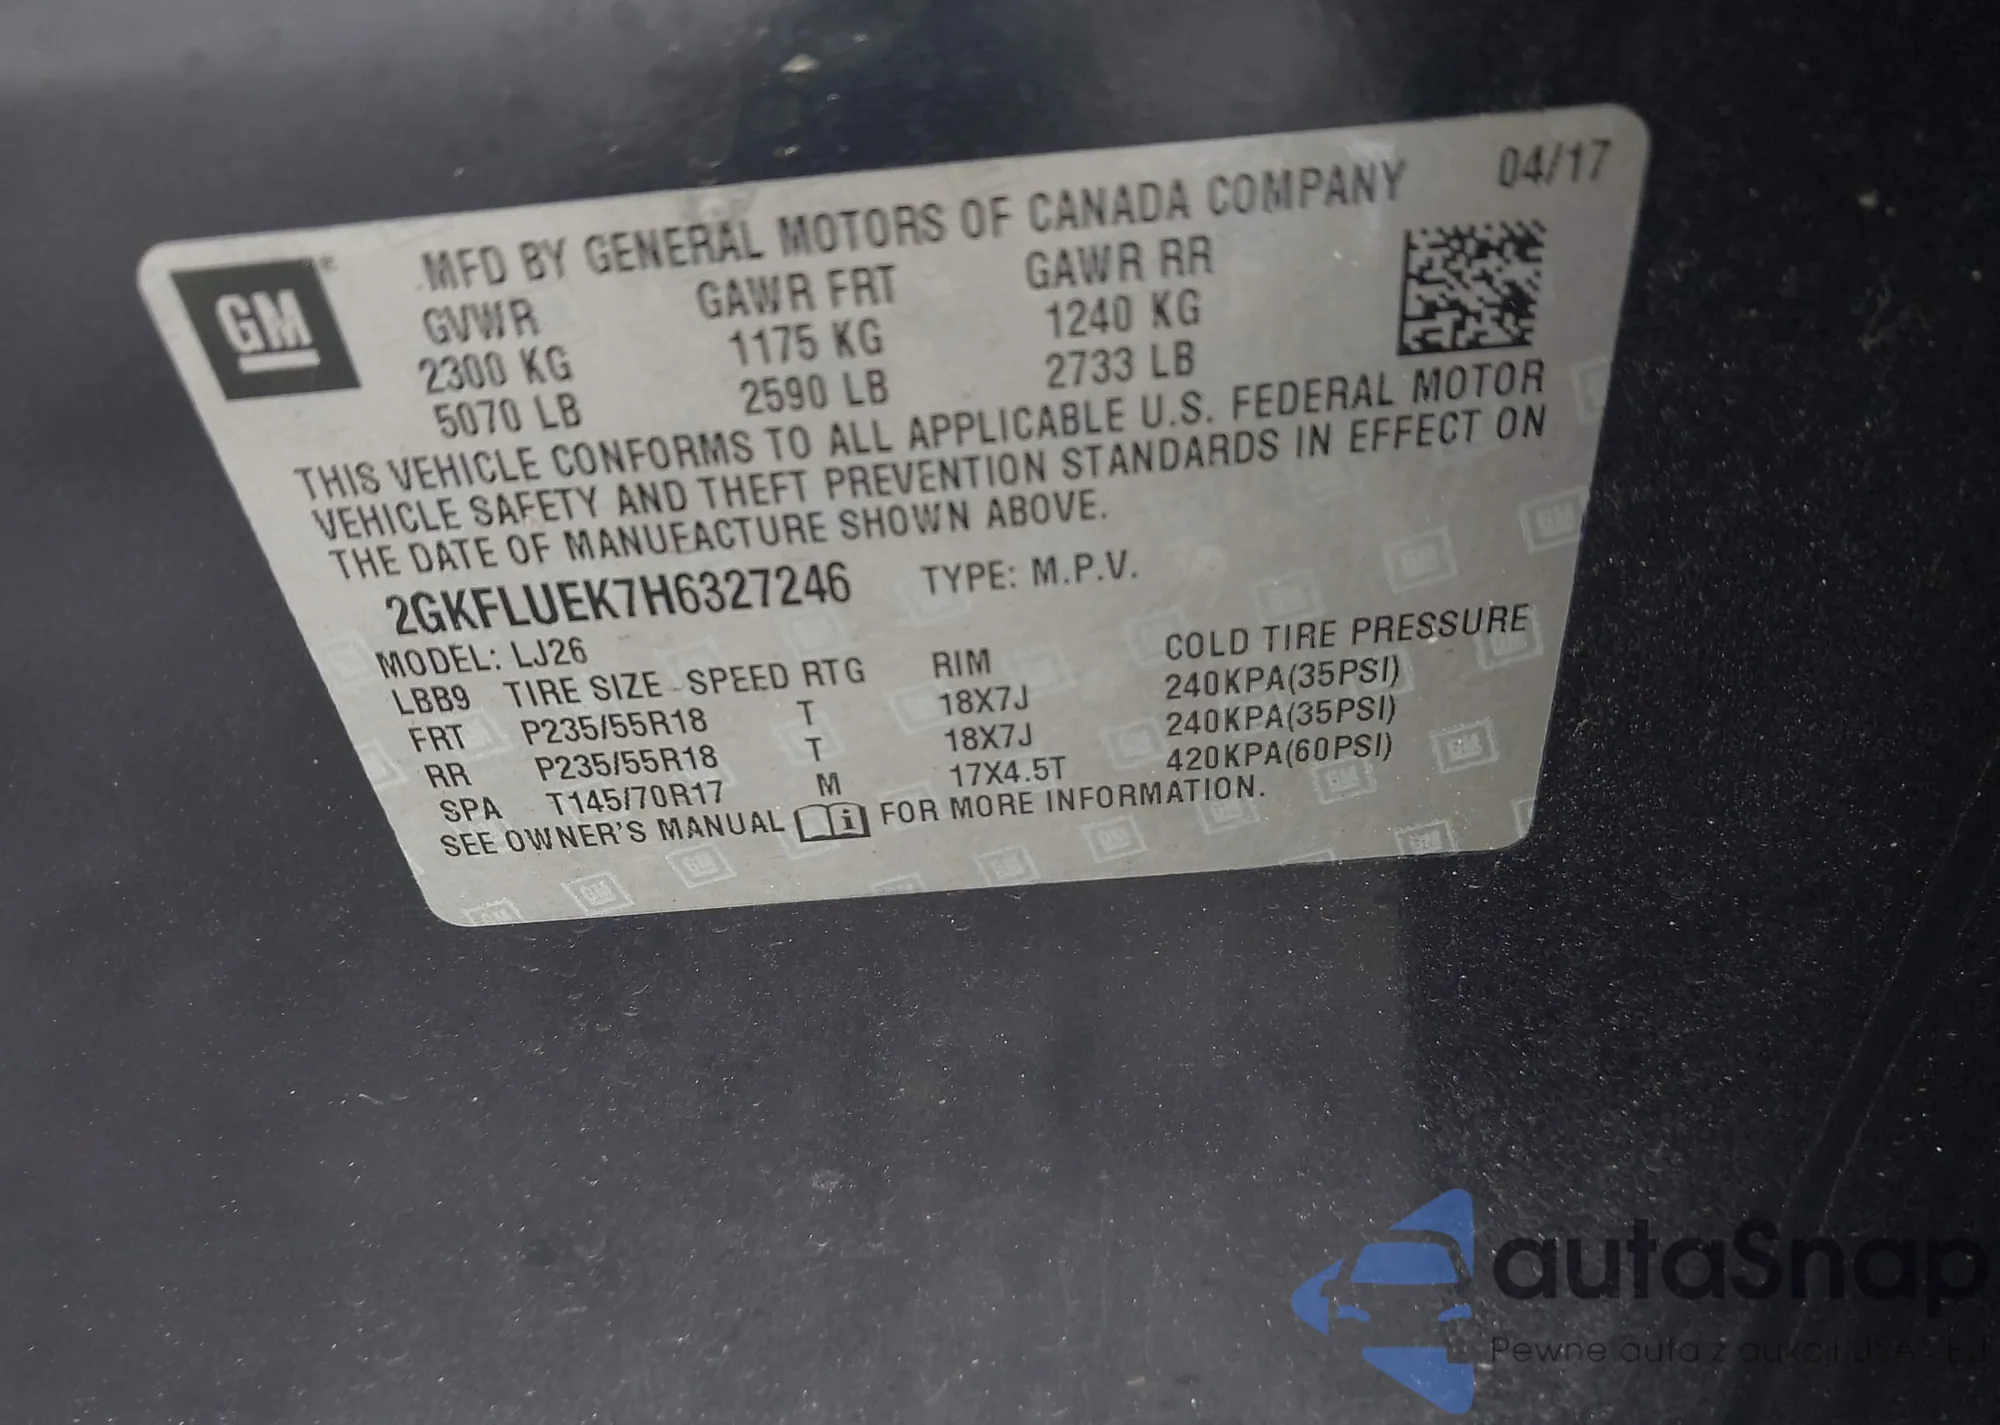 MFD BY GENERAL MOTORS OF CANADA COMPANY 04/17
GM
GVWR GAWR FRT GAWR RR
2300 KG 1175 KG 1240 KG
5070 LB 2590 LB 2733 LB
THIS VEHICLE CONFORMS TO ALL APPLICABLE U.S. FEDERAL MOTOR
VEHICLE SAFETY AND THEFT PREVENTION STANDARDS IN EFFECT ON
THE DATE OF MANUFACTURE SHOWN ABOVE.
2GKFLUEK7H6327246 TYPE: M.P.V.
MODEL: LJ26
LBB9 TIRE SIZE SPEED RTG RIM COLD TIRE PRESSURE
FRT P235/55R18 T 18X7J 240KPA(35PSI)
RR P235/55R18 T 18X7J 240KPA(35PSI)
SPA T145/70R17 M 17X4.5T 420KPA(60PSI)
SEE OWNER'S MANUAL i FOR MORE INFORMATION.
autaSnap
Pewne auta z aukcji USA